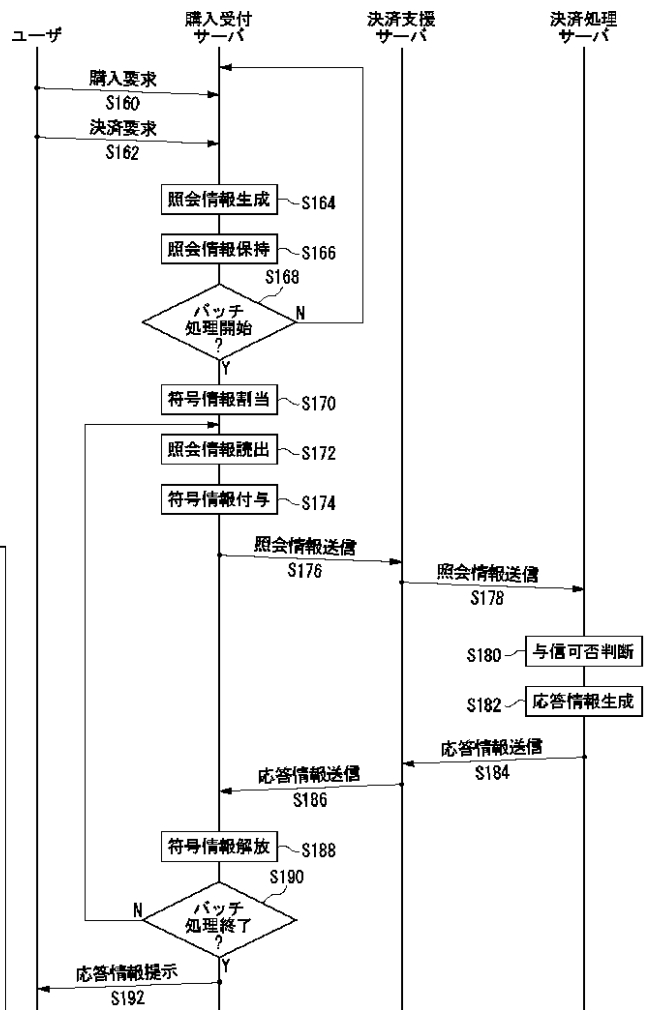 ユーザ
購入受付
サーバ
決済支援
サーバ
決済処理
サーバ
購入要求
S160
決済要求
S162
照会情報生成
S164
照会情報保持
S166
S168
バッチ
処理開始
?
N
Y
符号情報割当
S170
照会情報読出
S172
符号情報付与
S174
照会情報送信
S176
照会情報送信
S178
S180
与信可否判断
S182
応答情報生成
応答情報送信
S184
応答情報送信
S186
符号情報解放
S188
S190
N
バッチ
処理終了
?
Y
応答情報提示
S192